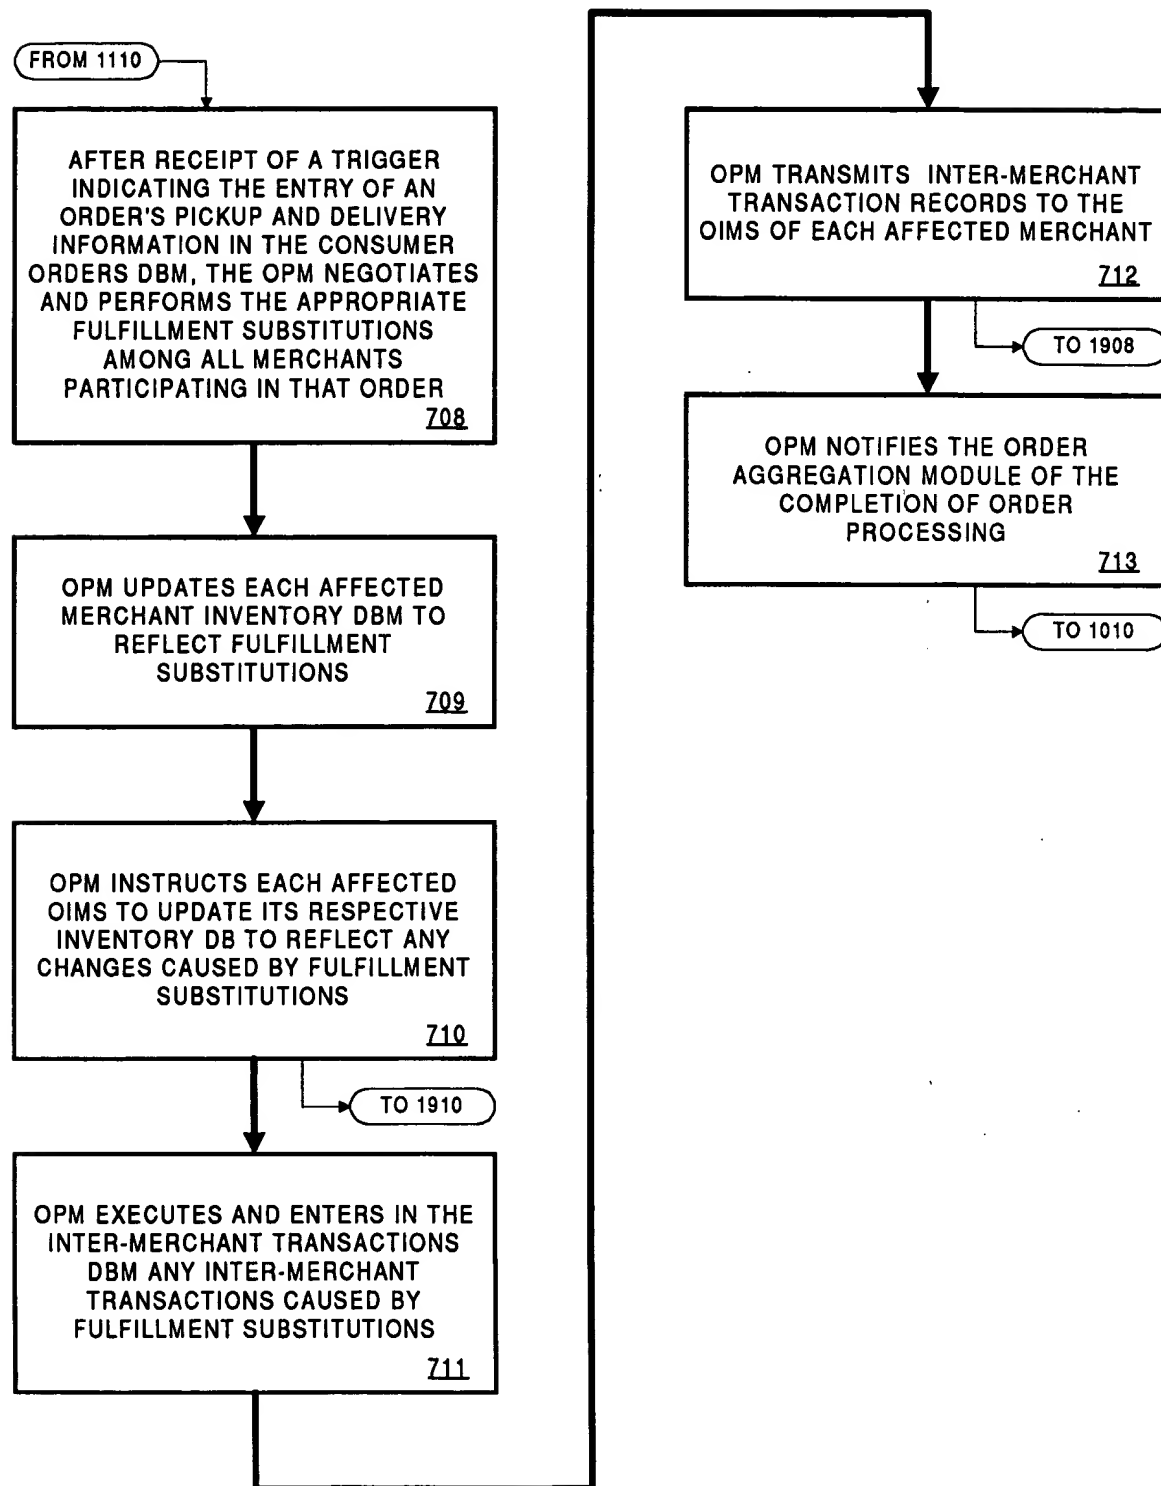 FROM 1110
AFTER RECEIPT OF A TRIGGER
INDICATING THE ENTRY OF AN
ORDER'S PICKUP AND DELIVERY
INFORMATION IN THE CONSUMER
ORDERS DBM, THE OPM NEGOTIATES
AND PERFORMS THE APPROPRIATE
FULFILLMENT SUBSTITUTIONS
AMONG ALL MERCHANTS
PARTICIPATING IN THAT ORDER
708
OPM UPDATES EACH AFFECTED
MERCHANT INVENTORY DBM TO
REFLECT FULFILLMENT
SUBSTITUTIONS
709
OPM INSTRUCTS EACH AFFECTED
OIMS TO UPDATE ITS RESPECTIVE
INVENTORY DB TO REFLECT ANY
CHANGES CAUSED BY FULFILLMENT
SUBSTITUTIONS
710
TO 1910
OPM EXECUTES AND ENTERS IN THE
INTER-MERCHANT TRANSACTIONS
DBM ANY INTER-MERCHANT
TRANSACTIONS CAUSED BY
FULFILLMENT SUBSTITUTIONS
711
OPM TRANSMITS INTER-MERCHANT
TRANSACTION RECORDS TO THE
OIMS OF EACH AFFECTED MERCHANT
712
TO 1908
OPM NOTIFIES THE ORDER
AGGREGATION MODULE OF THE
COMPLETION OF ORDER
PROCESSING
713
TO 1010